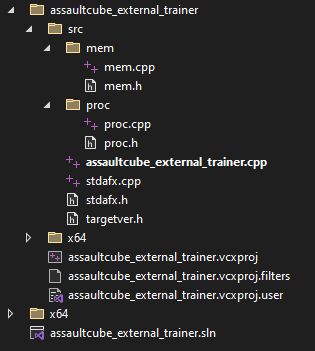 assaultcube_external_trainer
src
mem
mem.cpp
mem.h
proc
proc.cpp
proc.h
assaultcube_external_trainer.cpp
stdafx.cpp
stdafx.h
targetver.h
x64
assaultcube_external_trainer.vcxproj
assaultcube_external_trainer.vcxproj.filters
assaultcube_external_trainer.vcxproj.user
x64
assaultcube_external_trainer.sln